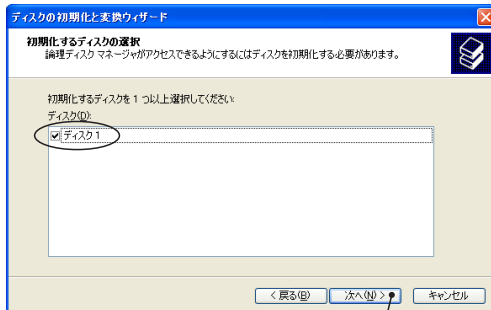 ディスクの初期化と変換ウィザード
初期化するディスクの選択
論理ディスク マネージャがアクセスできるようにするにはディスクを初期化する必要があります。
初期化するディスクを 1 つ以上選択してください:
ディスク(D):
ディスク 1
< 戻る(B) 次へ(N) > キャンセル